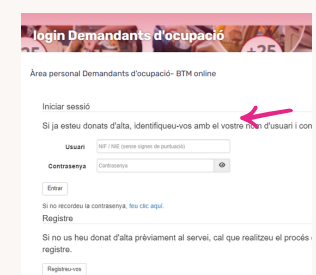 login Demandants d'ocupació
25
+25
Àrea personal Demandants d'ocupació- BTM online
Iniciar sessió
Si ja esteu donats d'alta, identifiqueu-vos amb el vostre nom d'usuari i con
Usuari
NIF / NIE (sense signes de puntuació)
Contrasenya
Contrasenya
Entrar
Si no recordeu la contrasenya, feu clic aquí.
Registre
Si no us heu donat d'alta prèviament al servei, cal que realitzeu el procés
registre.
Registreu-vos